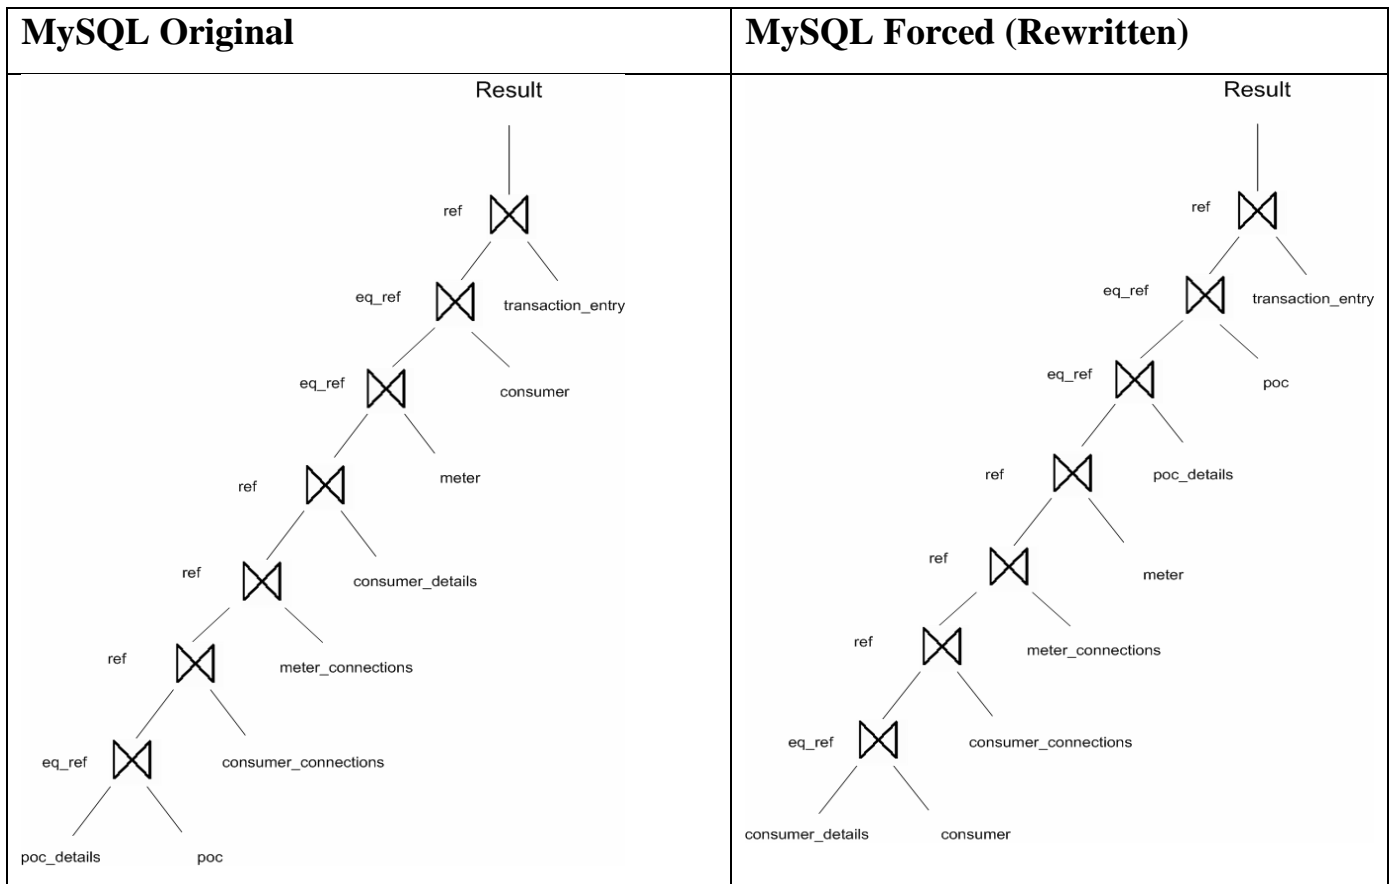 MySQL Original
Result
ref
eq_ref
transaction_entry
eq_ref
consumer
ref
meter
ref
consumer_details
ref
meter_connections
eq_ref
consumer_connections
poc_details
poc
MySQL Forced (Rewritten)
Result
ref
eq_ref
transaction_entry
eq_ref
poc
ref
poc_details
ref
meter
ref
meter_connections
eq_ref
consumer_connections
consumer_details
consumer